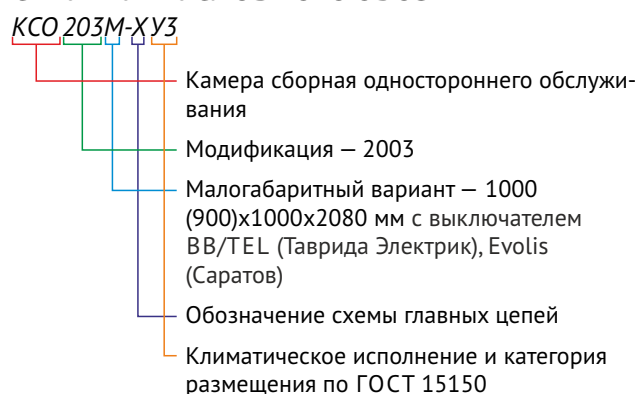 КСО 203М-Х У3
Камера сборная одностороннего обслужи-
вания
Модификация — 2003
Малогабаритный вариант — 1000
(900)х1000х2080 мм с выключателем
BB/TEL (Таврида Электрик), Evolis
(Саратов)
Обозначение схемы главных цепей
Климатическое исполнение и категория
размещения по ГОСТ 15150